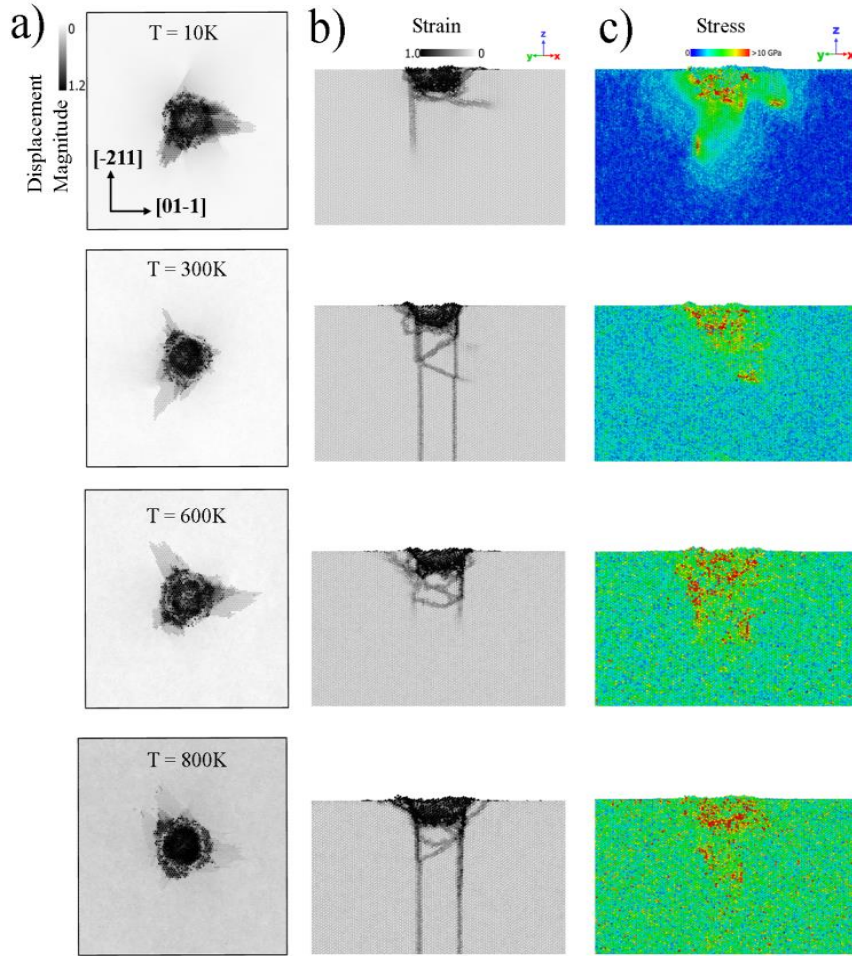 a)
b)
c)
0
1.2
Displacement
Magnitude
T = 10K
[-211]
[01-1]
Strain
1.0
0
z
y
x
Stress
0
>10 GPa
z
y
x
T = 300K
T = 600K
T = 800K